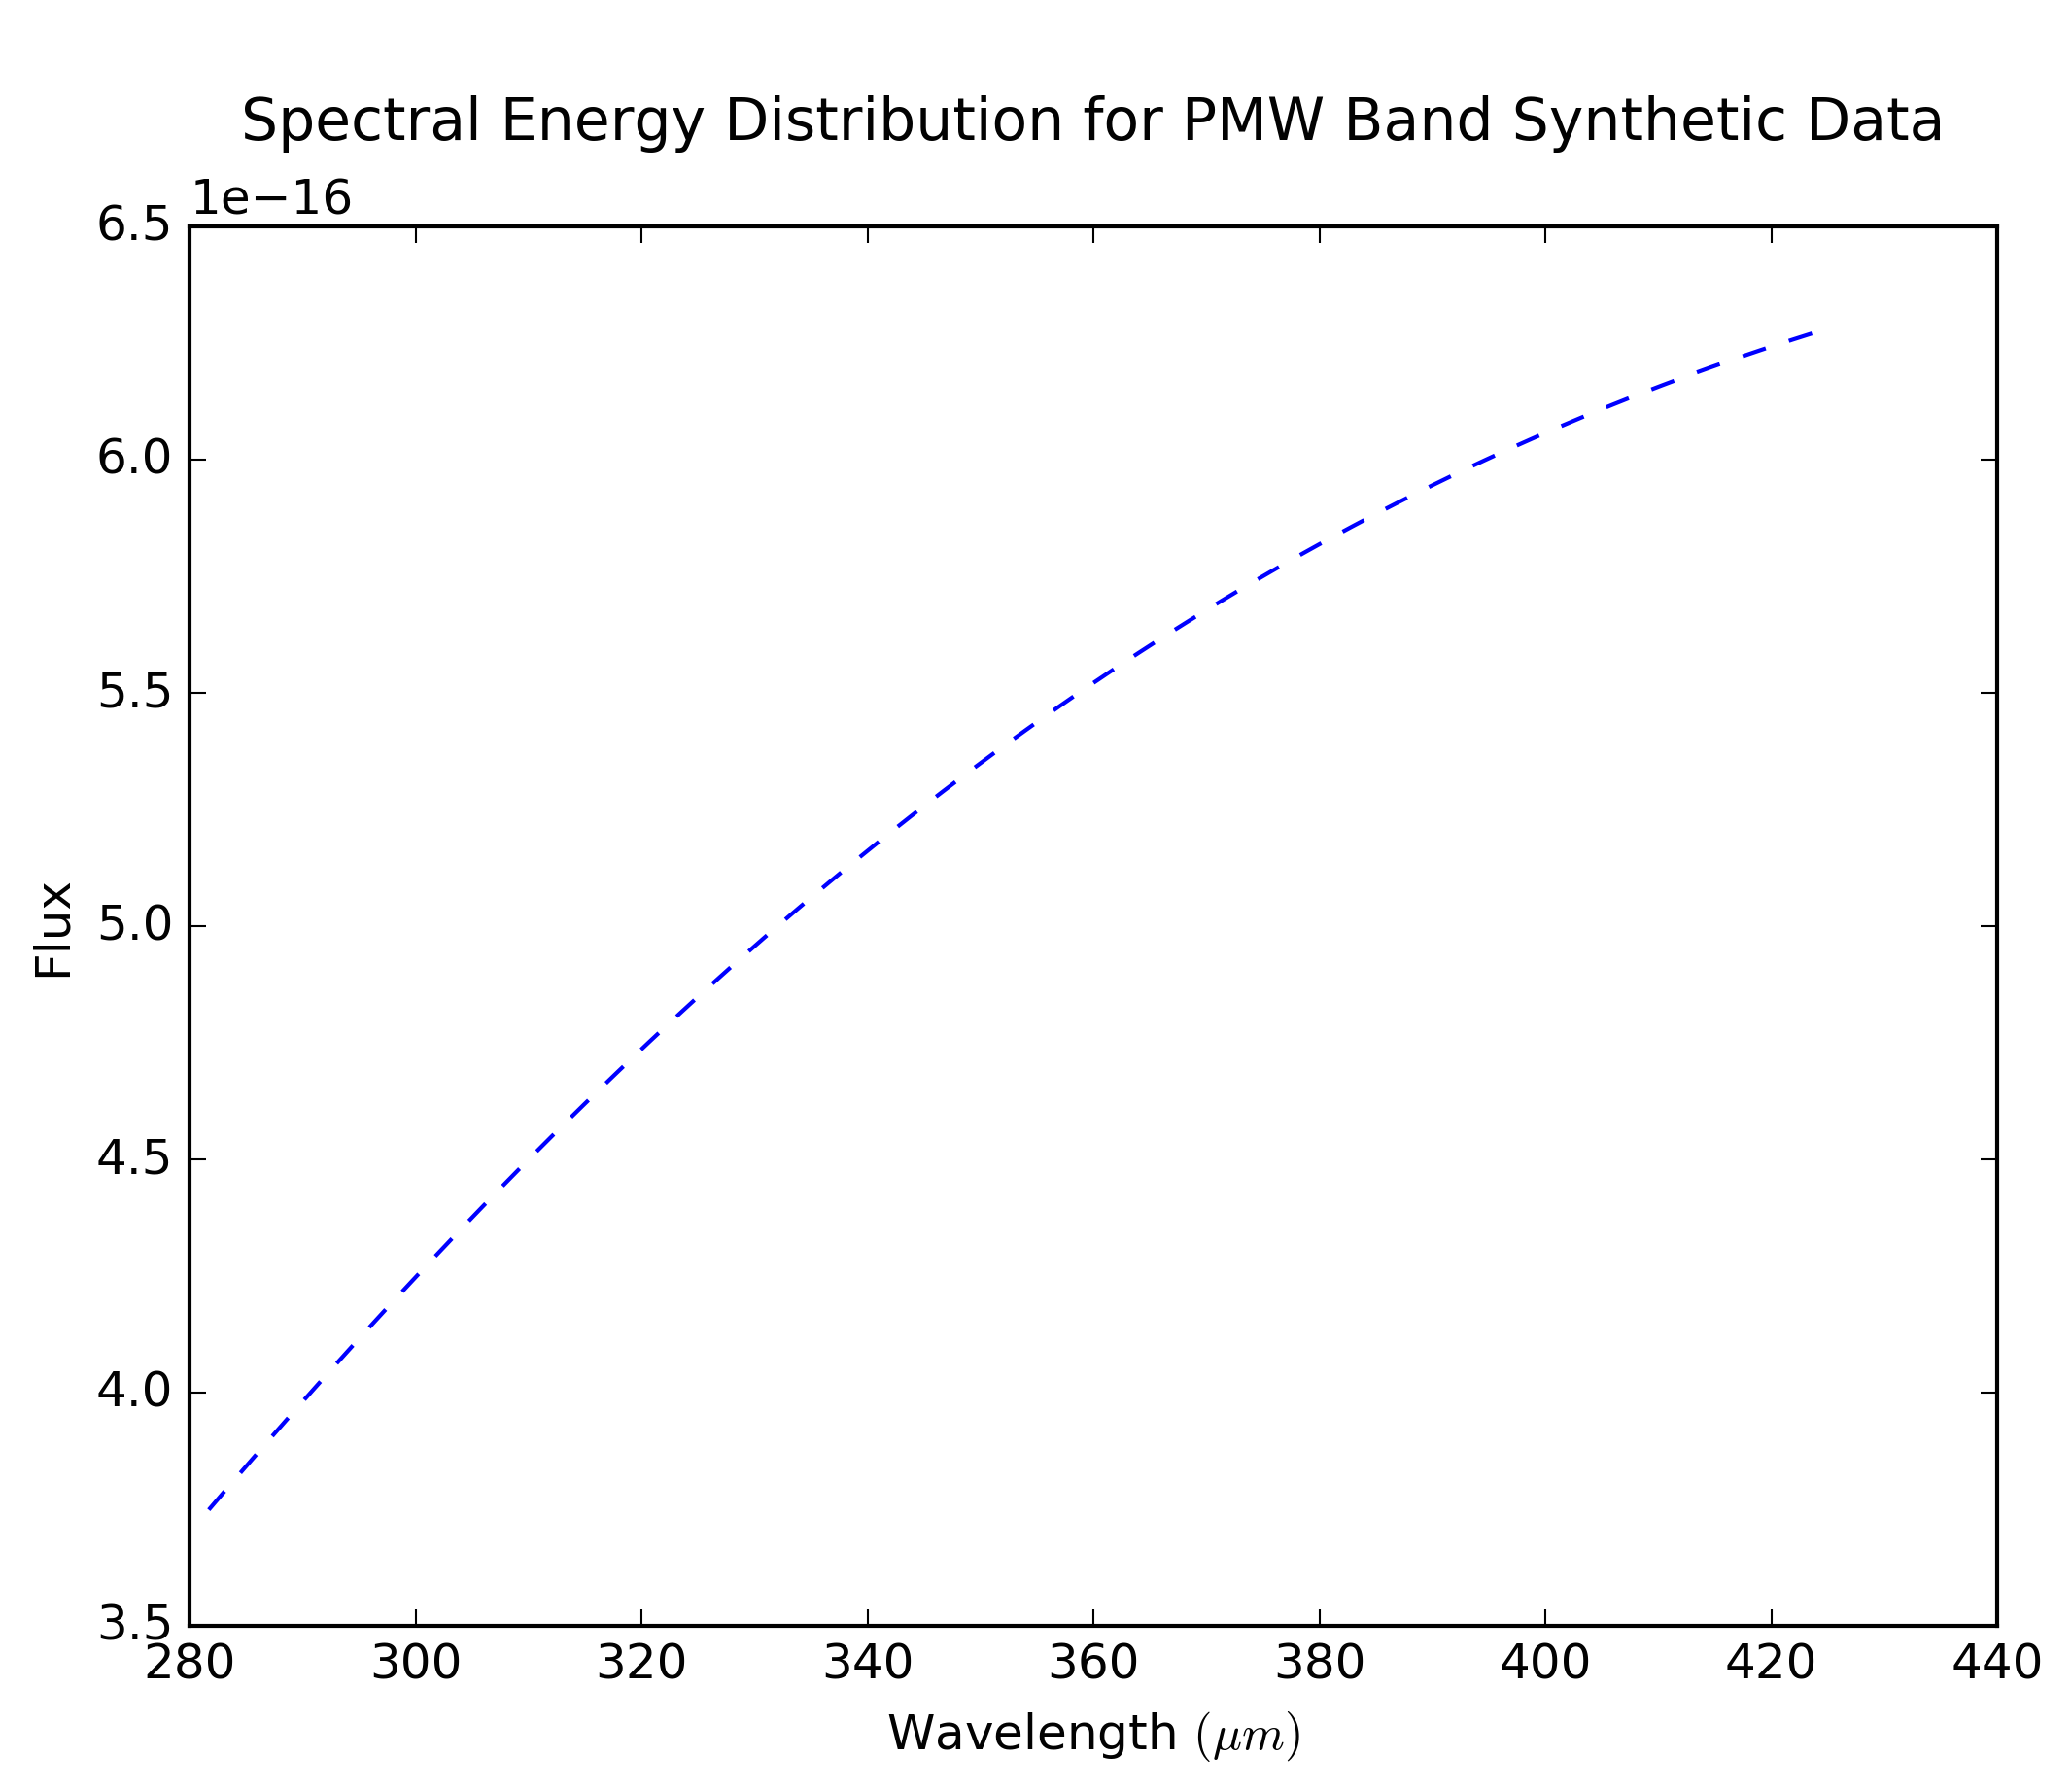 Spectral Energy Distribution for PMW Band Synthetic Data
1e−16
6.5
6.0
5.5
5.0
4.5
4.0
3.5
Flux
280 300 320 340 360 380 400 420 440
Wavelength (μm)